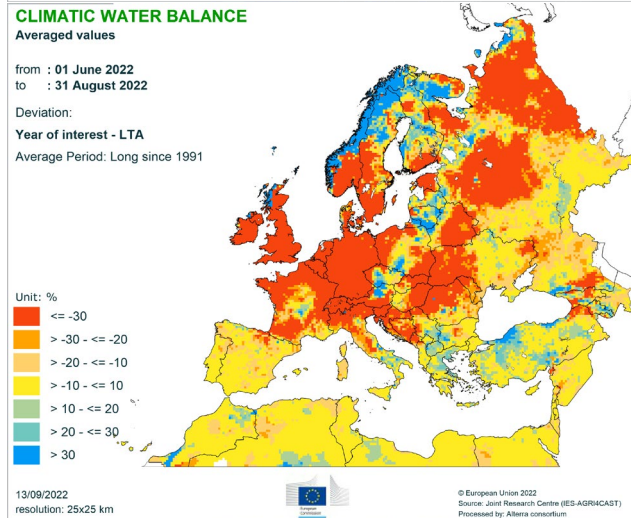 CLIMATIC WATER BALANCE
Averaged values
from : 01 June 2022
to : 31 August 2022
Deviation:
Year of interest - LTA
Average Period: Long since 1991
Unit: %
<= -30
> -30 - <= -20
> -20 - <= -10
> -10 - <= 10
> 10 - <= 20
> 20 - <= 30
> 30
13/09/2022
resolution: 25x25 km
European
Commission
© European Union 2022
Source: Joint Research Centre (IES-AGRI4CAST)
Processed by: Alterra consortium